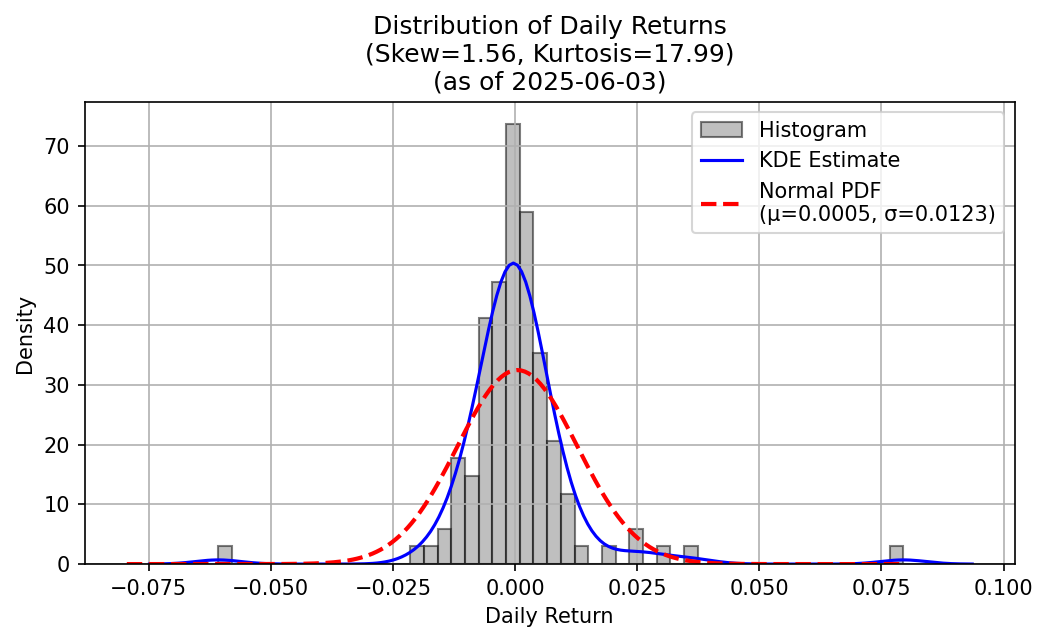 Distribution of Daily Returns
(Skew=1.56, Kurtosis=17.99)
(as of 2025-06-03)
Histogram
KDE Estimate
Normal PDF
(μ=0.0005, σ=0.0123)
Density
70
60
50
40
30
20
10
0
−0.075 −0.050 −0.025 0.000 0.025 0.050 0.075 0.100
Daily Return